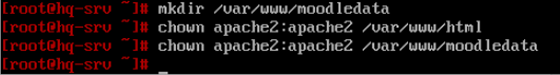 [root@hq-srv ~]# mkdir /var/www/moodledata
[root@hq-srv ~]# chown apache2:apache2 /var/www/html
[root@hq-srv ~]# chown apache2:apache2 /var/www/moodledata
[root@hq-srv ~]# _